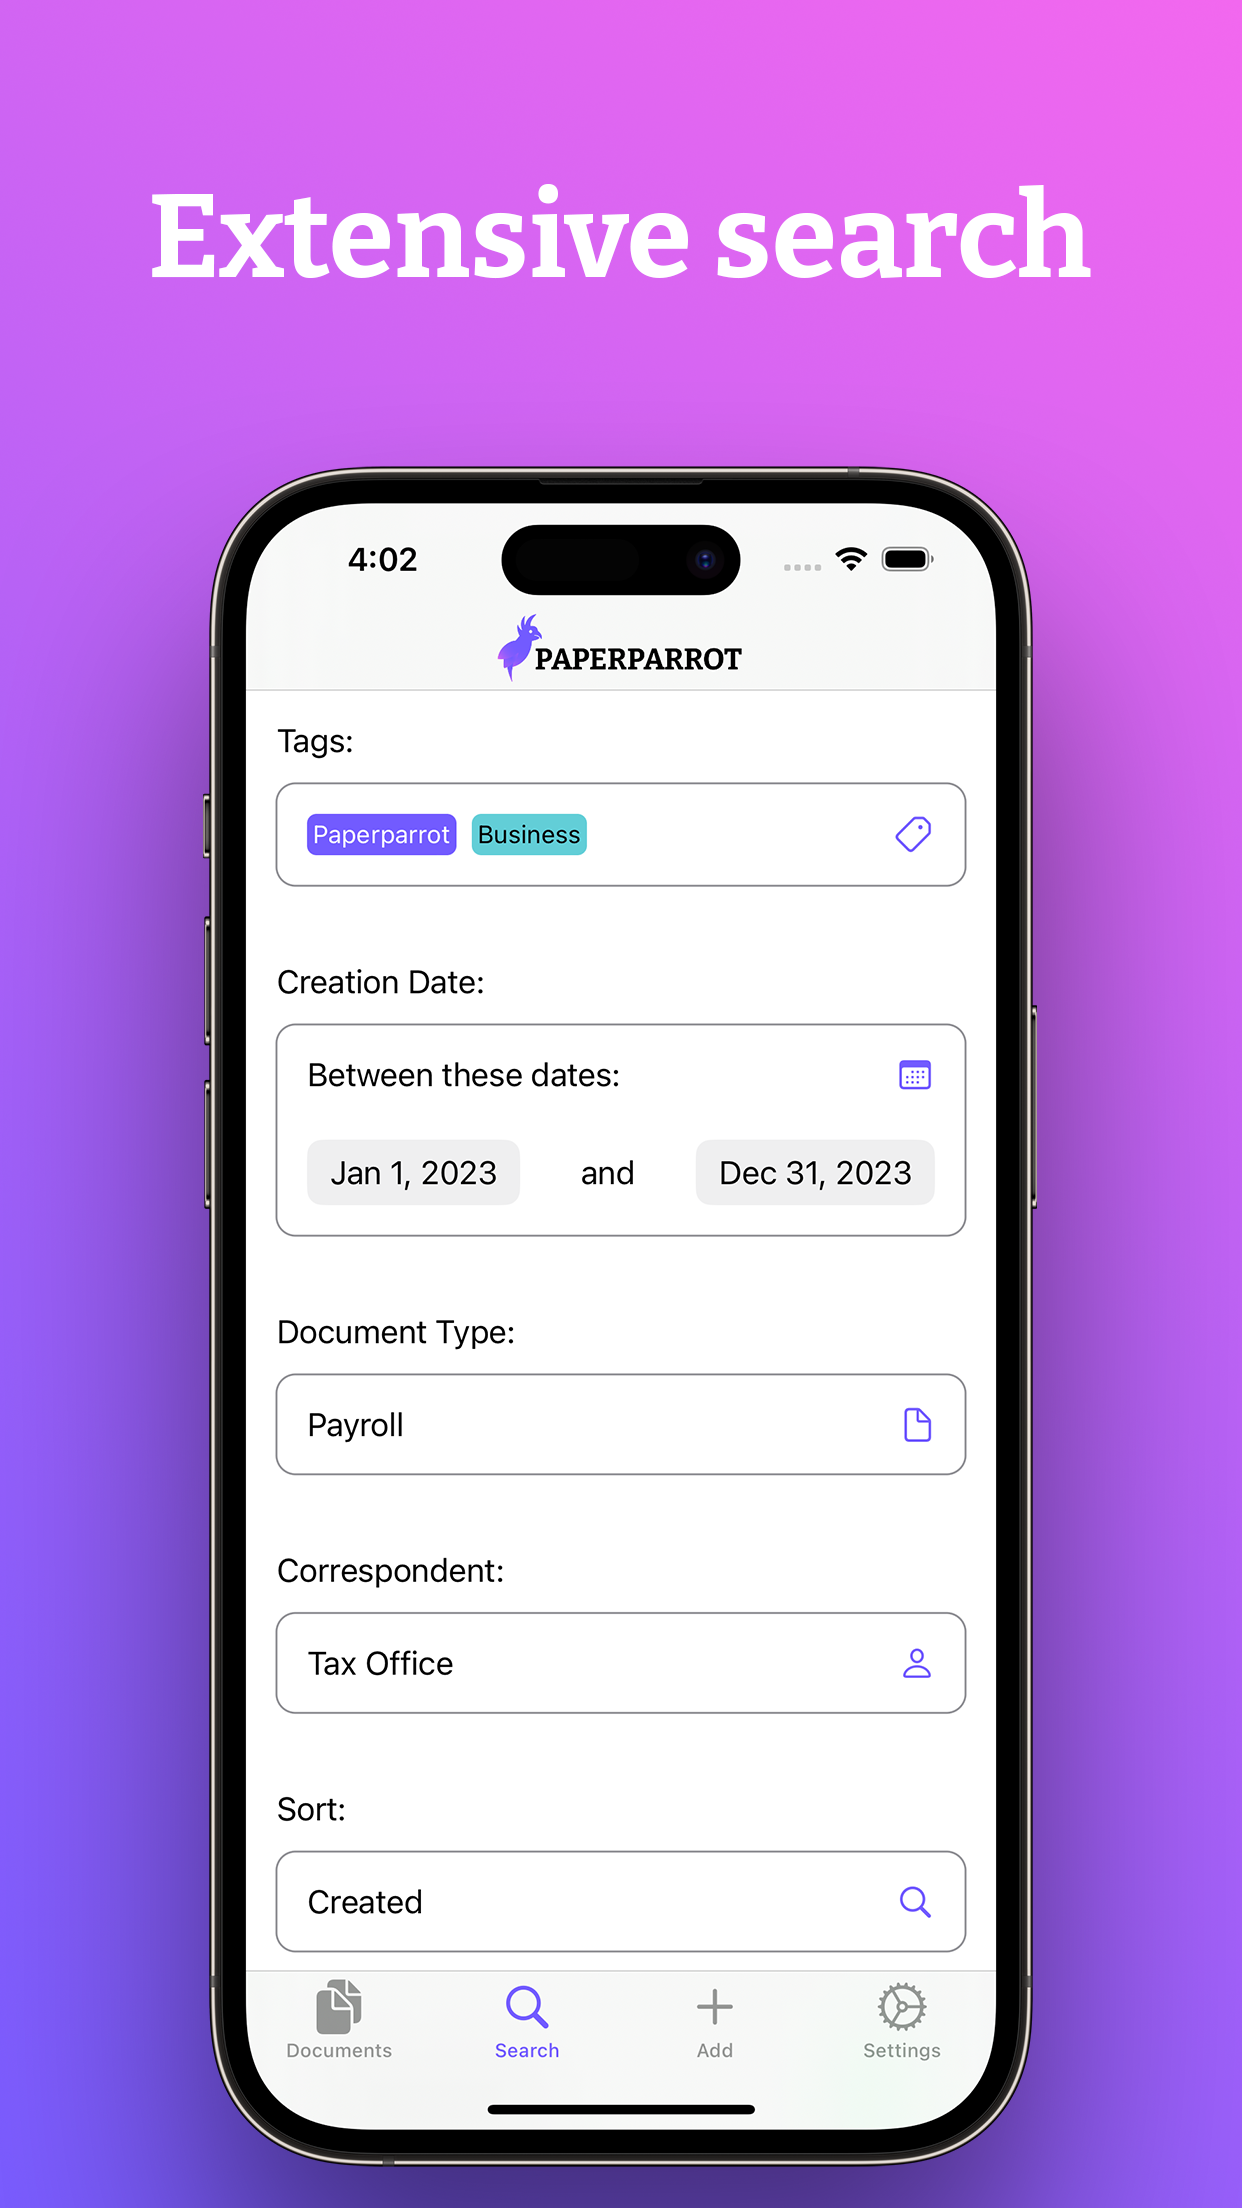 Extensive search
4:02
PAPERPARROT
Tags:
Paperparrot Business
Creation Date:
Between these dates:
Jan 1, 2023 and Dec 31, 2023
Document Type:
Payroll
Correspondent:
Tax Office
Sort:
Created
Documents Search Add Settings